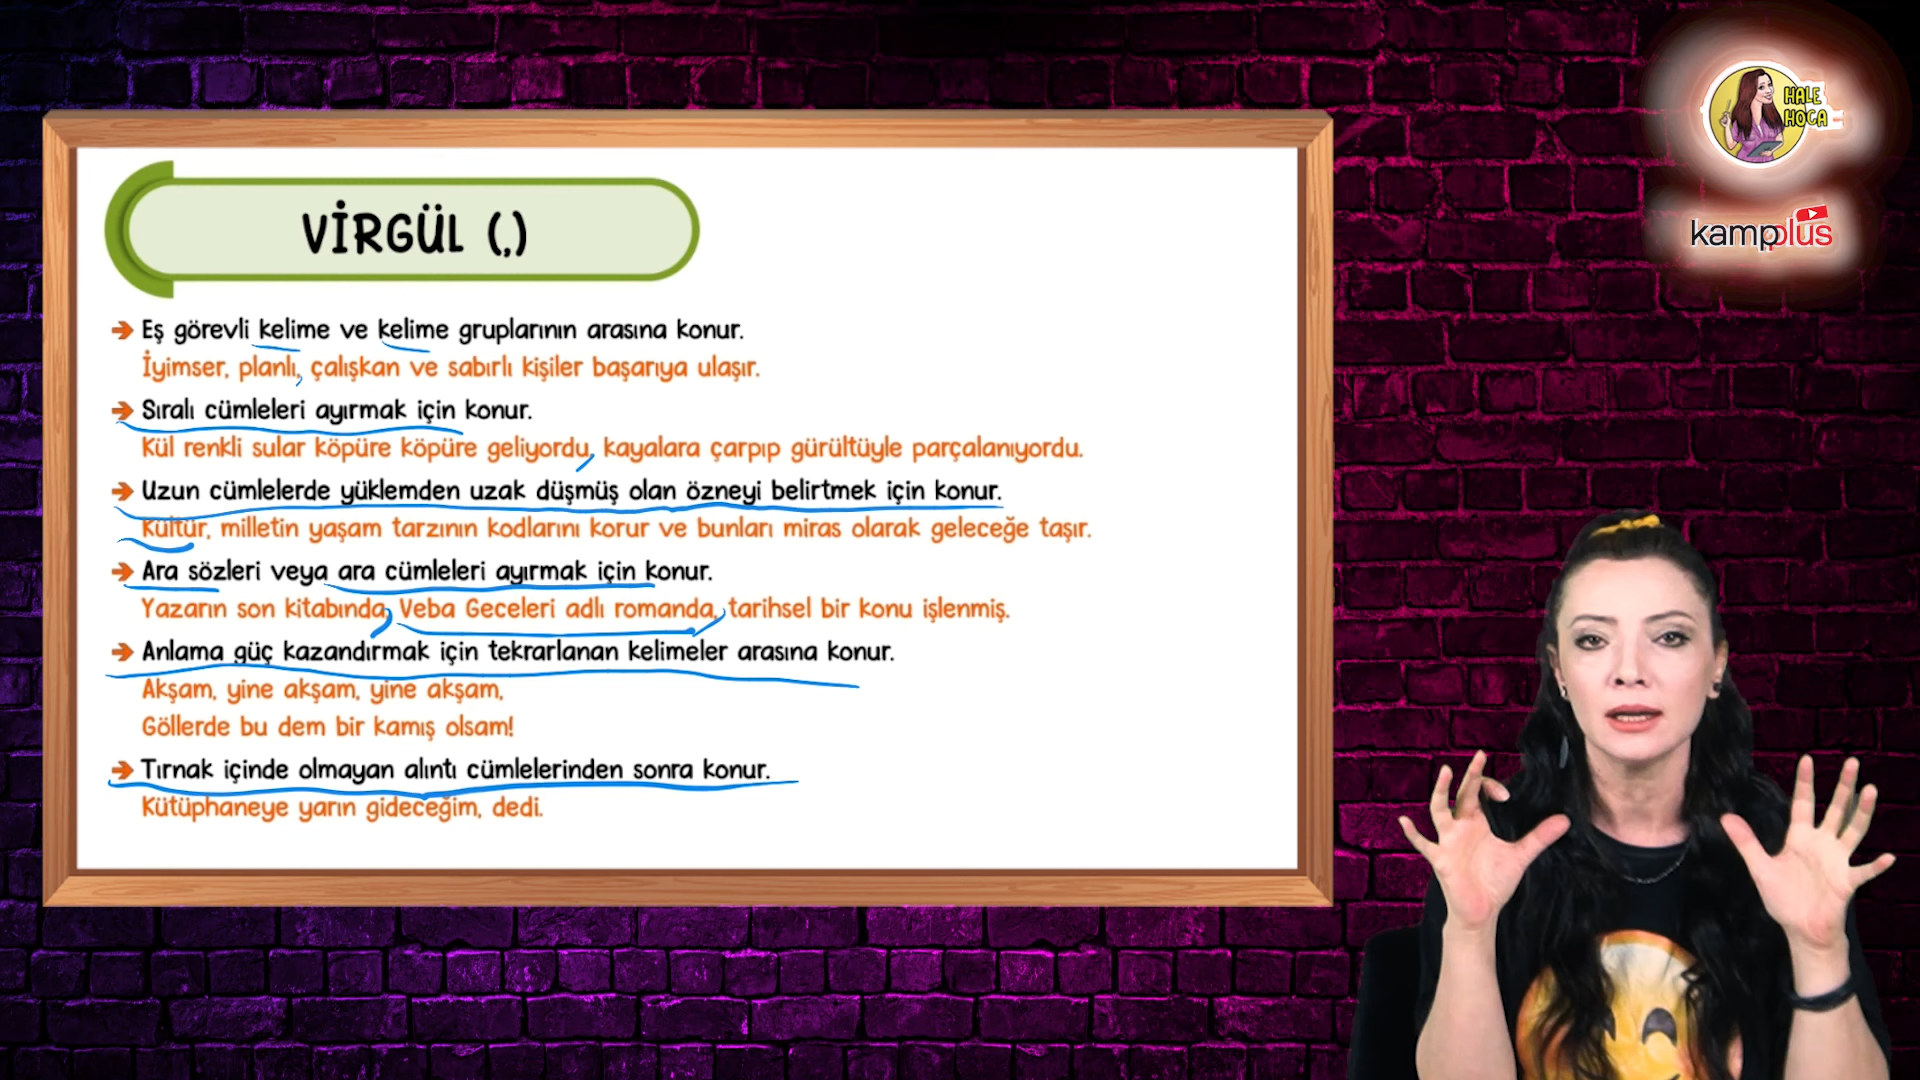 HALE
HOCA
kampplus
VİRGÜL (,)
Eş görevli kelime ve kelime gruplarının arasına konur.
İyimser, planlı, çalışkan ve sabırlı kişiler başarıya ulaşır.
Sıralı cümleleri ayırmak için konur.
Kül renkli sular köpüre köpüre geliyordu, kayalara çarpıp gürültüyle parçalanıyordu.
Uzun cümlelerde yüklemden uzak düşmüş olan özneyi belirtmek için konur.
Kültür, milletin yaşam tarzının kodlarını korur ve bunları miras olarak geleceğe taşır.
Ara sözleri veya ara cümleleri ayırmak için konur.
Yazarın son kitabında, Veba Geceleri adlı romanda, tarihsel bir konu işlenmiş.
Anlama güç kazandırmak için tekrarlanan kelimeler arasına konur.
Akşam, yine akşam, yine akşam,
Göllerde bu dem bir kamış olsam!
Tırnak içinde olmayan alıntı cümlelerinden sonra konur.
Kütüphaneye yarın gideceğim, dedi.